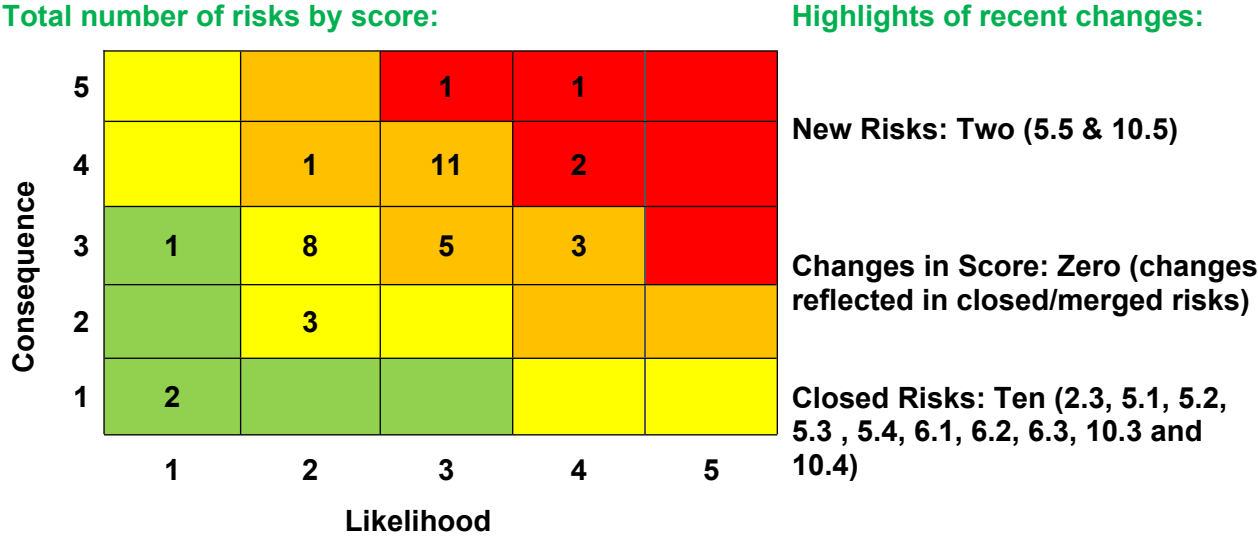 Total number of risks by score:
Highlights of recent changes:
5 1 1
4 1 11 2
3 1 8 5 3
2 3
1 2
1 2 3 4 5
Consequence
Likelihood
New Risks: Two (5.5 & 10.5)
Changes in Score: Zero (changes
reflected in closed/merged risks)
Closed Risks: Ten (2.3, 5.1, 5.2,
5.3 , 5.4, 6.1, 6.2, 6.3, 10.3 and
10.4)